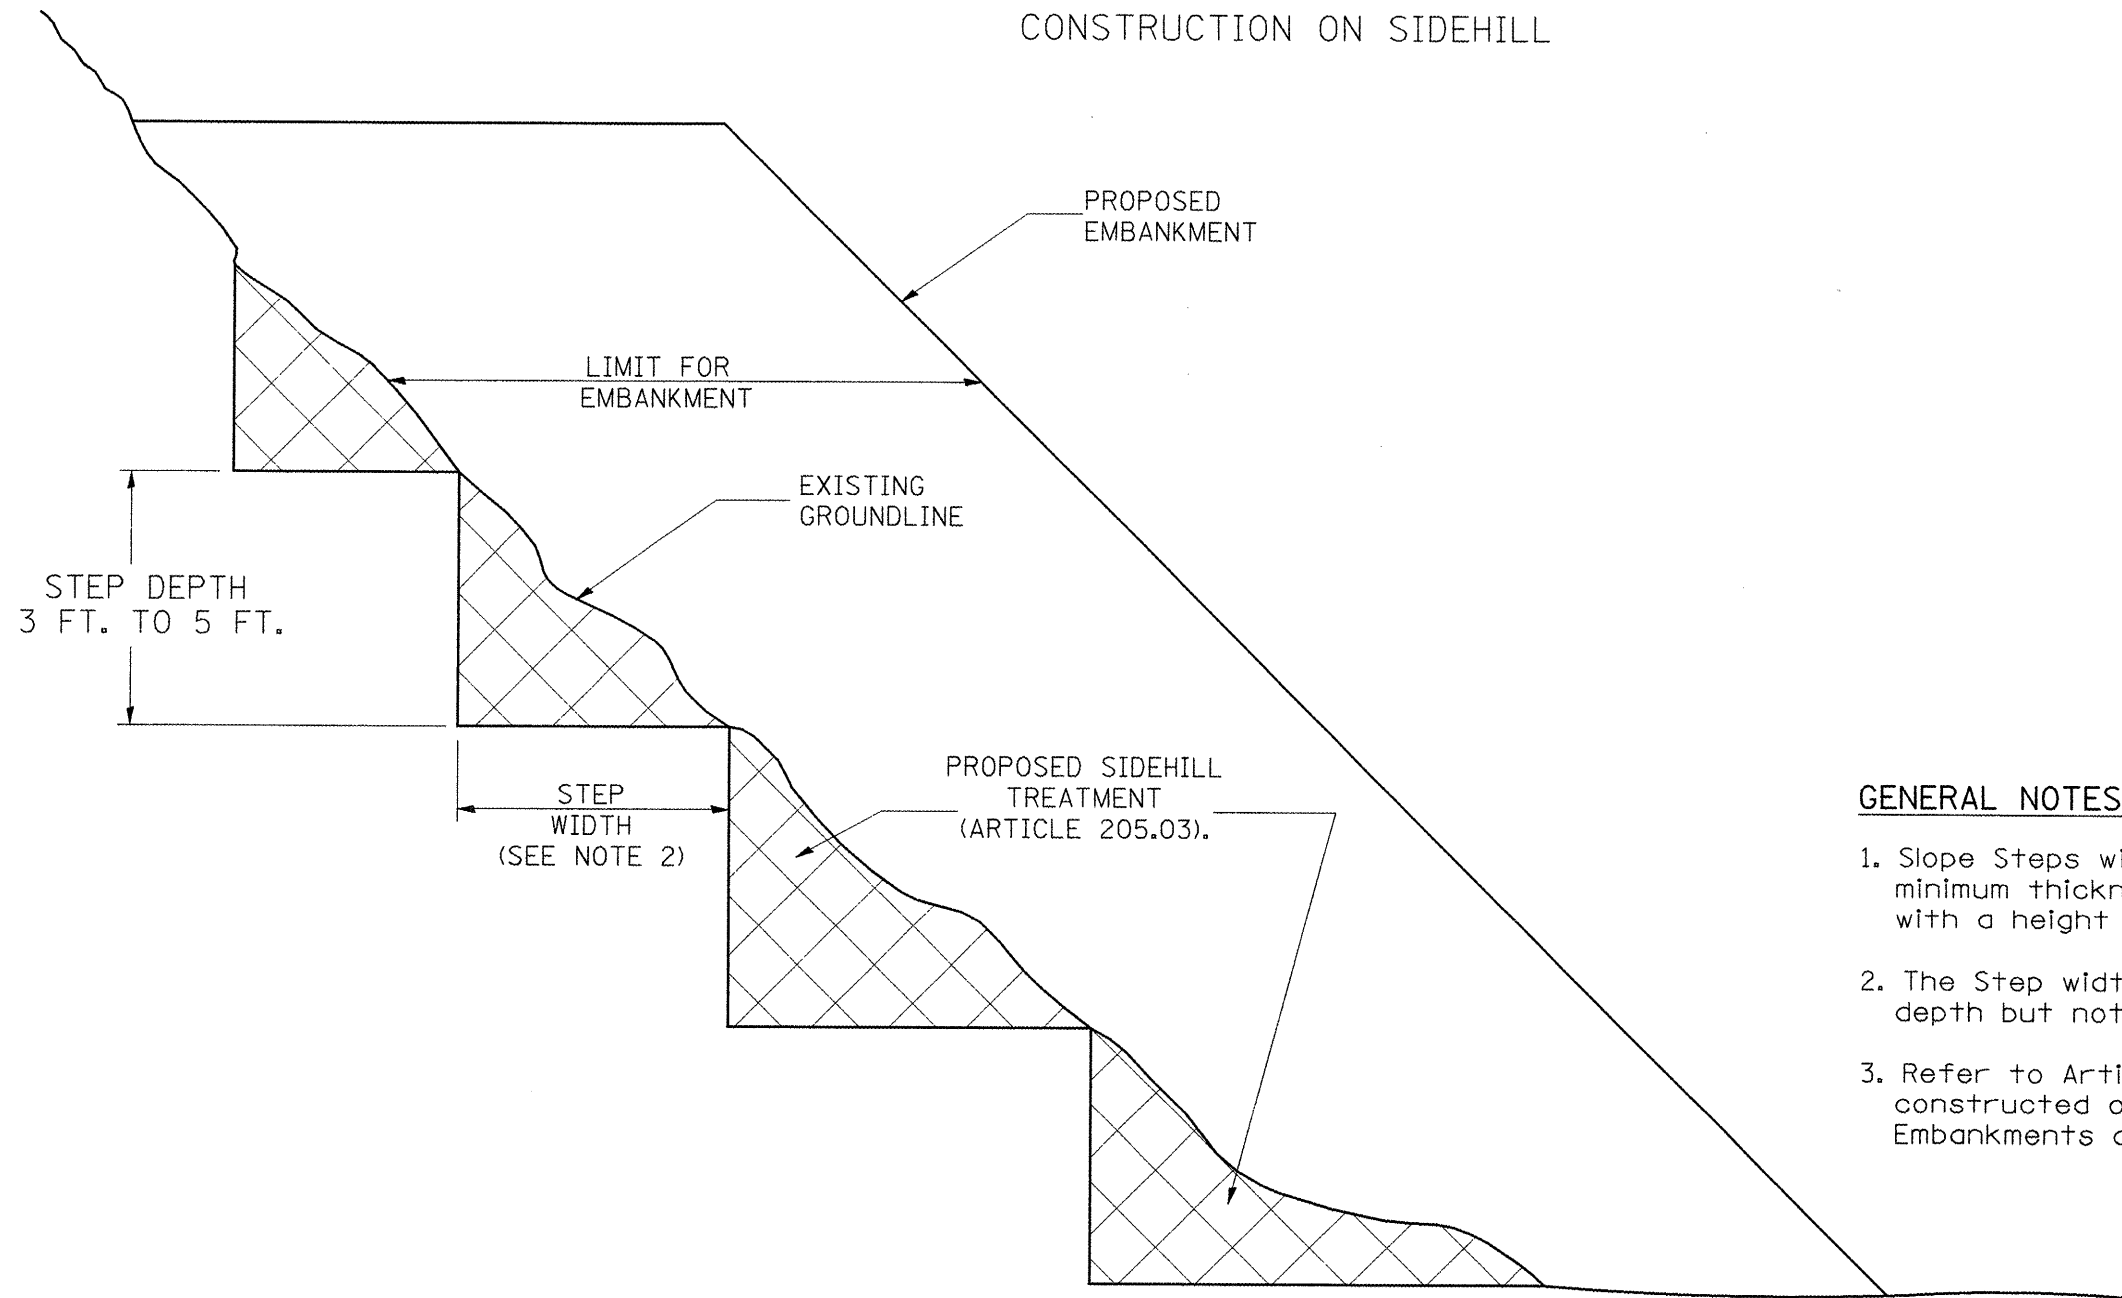 CONSTRUCTION ON SIDEHILL
PROPOSED
EMBANKMENT
LIMIT FOR
EMBANKMENT
EXISTING
GROUNDLINE
STEP DEPTH
3 FT. TO 5 FT.
PROPOSED SIDEHILL
TREATMENT
(ARTICLE 205.03).
STEP
WIDTH
(SEE NOTE 2)
GENERAL NOTES
1. Slope Steps
minimum
with a height
2. The Step
depth but not
3. Refer to
constructed
Embankments